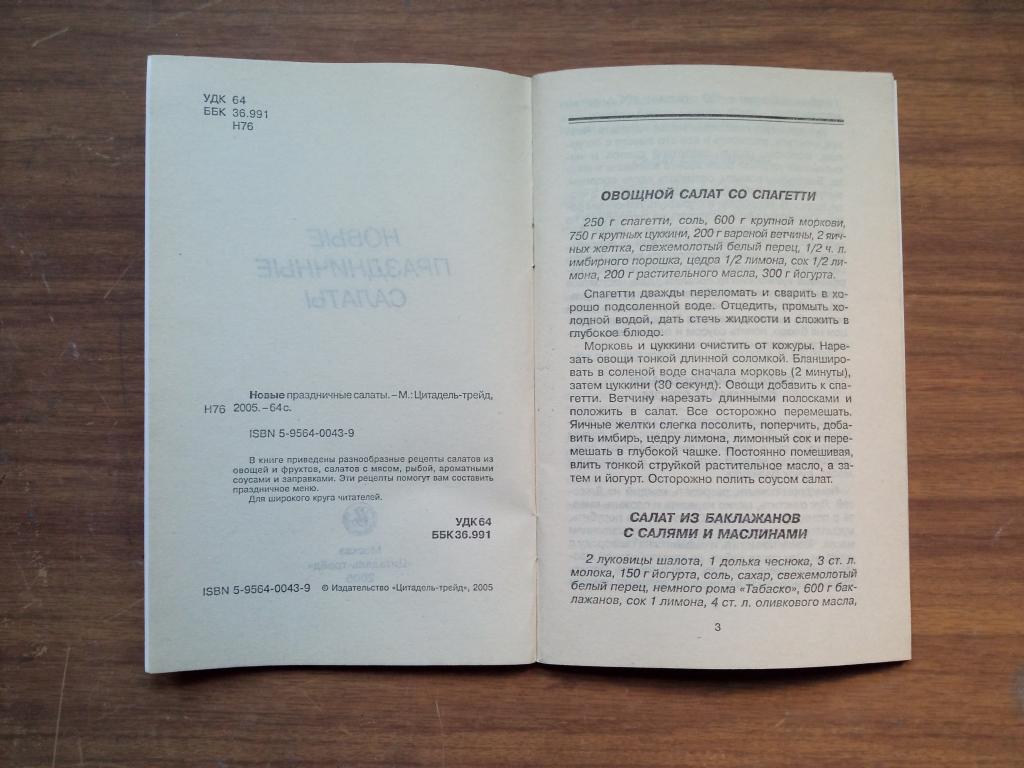 УДК 64
ББК 36.991
Н76
Новые праздничные салаты. – М.: Цитадель-трейд,
Н76 2005. – 64 с.
ISBN 5-9564-0043-9
В книге приведены разнообразные рецепты салатов из
овощей и фруктов, салатов с мясом, рыбой, ароматными
соусами и заправками. Эти рецепты помогут вам составить
праздничное меню.
Для широкого круга читателей.
УДК 64
ББК 36.991
ISBN 5-9564-0043-9 © Издательство «Цитадель-трейд», 2005
НОВЫЕ
ПРАЗДНИЧНЫЕ
САЛАТЫ
Москва
«Цитадель-трейд»
2005
ОВОЩНОЙ САЛАТ СО СПАГЕТТИ
250 г спагетти, соль, 600 г крупной моркови,
750 г крупных цуккини, 200 г вареной ветчины, 2 яич-
ных желтка, свежемолотый белый перец, 1/2 ч. л.
имбирного порошка, цедра 1/2 лимона, сок 1/2 ли-
мона, 200 г растительного масла, 300 г йогурта.
Спагетти дважды переломать и сварить в хо-
рошо подсоленной воде. Отцедить, промыть хо-
лодной водой, дать стечь жидкости и сложить в
глубокое блюдо.
Морковь и цуккини очистить от кожуры. Наре-
зать овощи тонкой длинной соломкой. Бланширо-
вать в соленой воде сначала морковь (2 минуты),
затем цуккини (30 секунд). Овощи добавить к спа-
гетти. Ветчину нарезать длинными полосками и
положить в салат. Все осторожно перемешать.
Яичные желтки слегка посолить, поперчить, доба-
вить имбирь, цедру лимона, лимонный сок и пере-
мешать в глубокой чашке. Постоянно помешивая,
влить тонкой струйкой растительное масло, а за-
тем и йогурт. Осторожно полить соусом салат.
САЛАТ ИЗ БАКЛАЖАНОВ
С САЛЯМИ И МАСЛИНАМИ
2 луковицы шалота, 1 долька чеснока, 3 ст. л.
молока, 150 г йогурта, соль, сахар, свежемолотый
белый перец, немного рома «Табаско», 600 г бак-
лажанов, сок 1 лимона, 4 ст. л. оливкового масла,
3